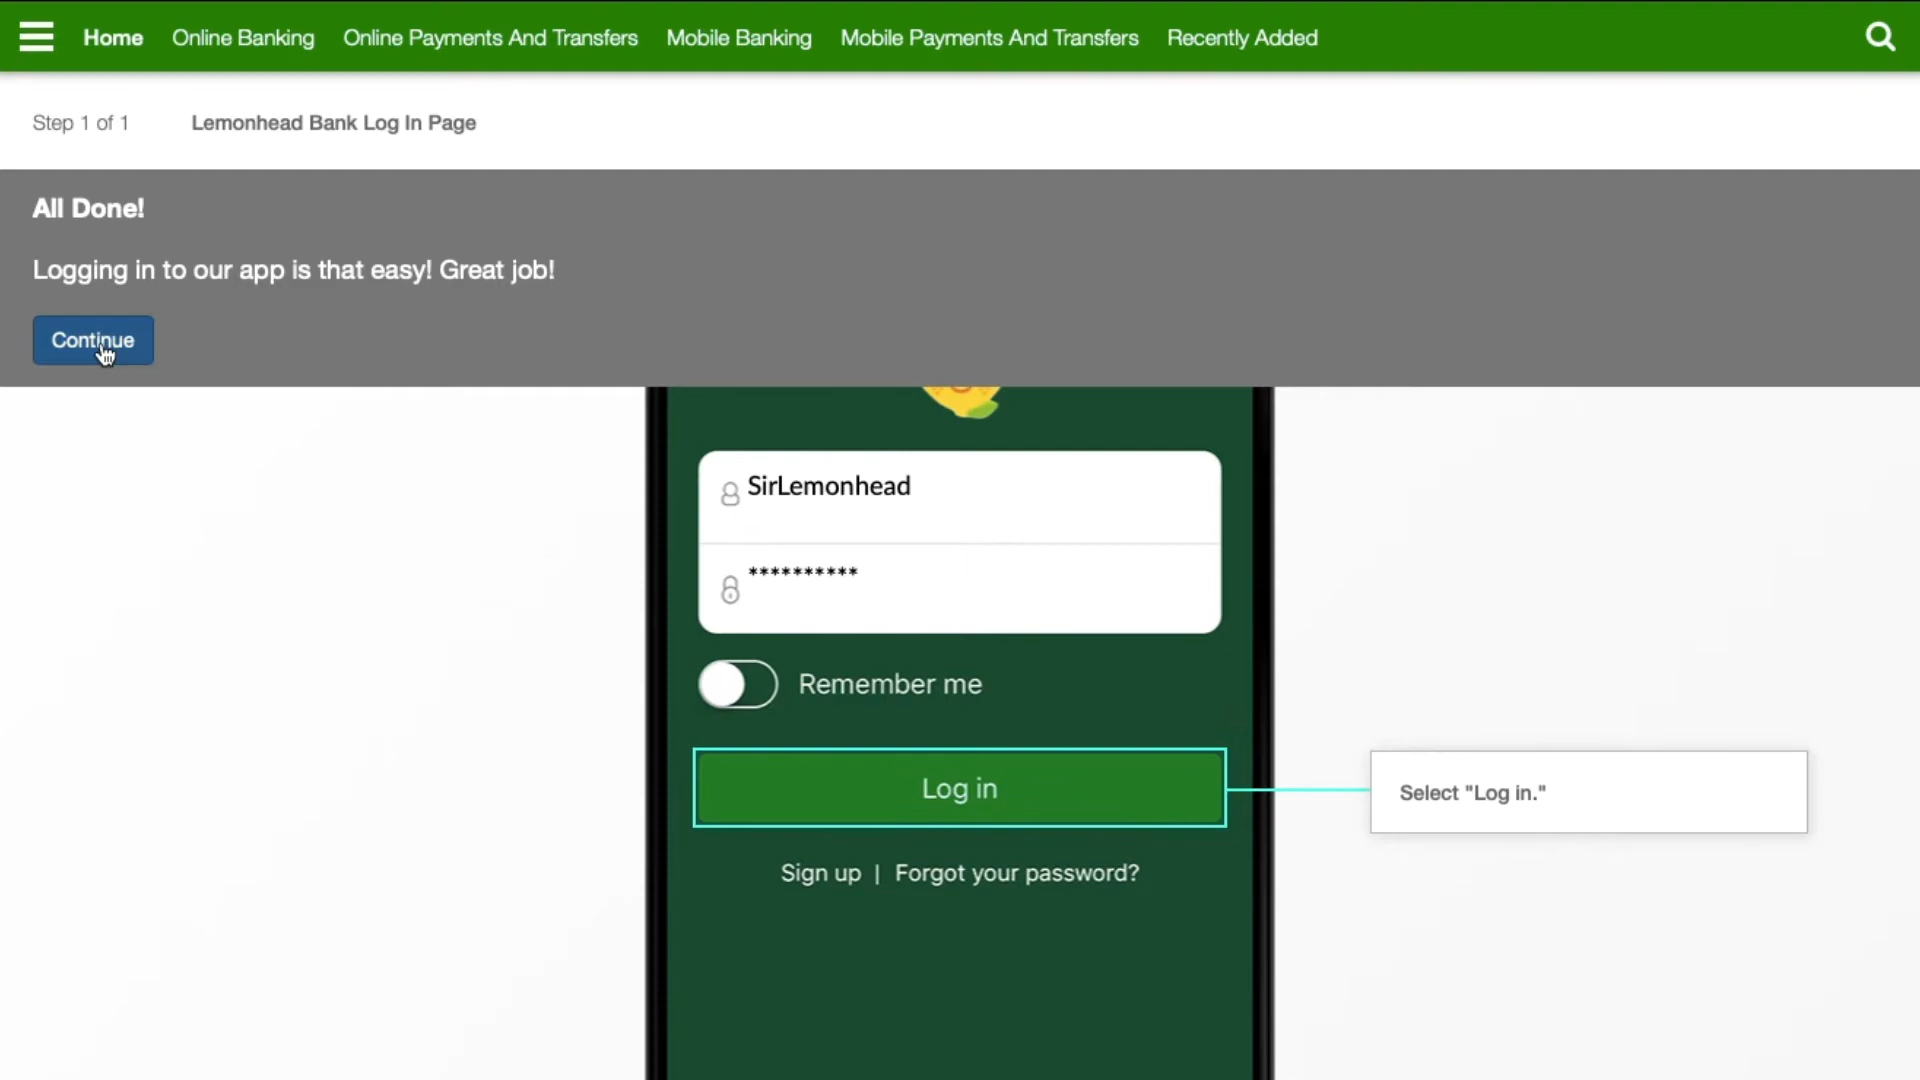 Home Online Banking Online Payments And Transfers Mobile Banking Mobile Payments And Transfers Recently Added
Step 1 of 1 Lemonhead Bank Log In Page
All Done!
Logging in to our app is that easy! Great job!
Continue
SirLemonhead
**********
Remember me
Log in
Select "Log in."
Sign up | Forgot your password?